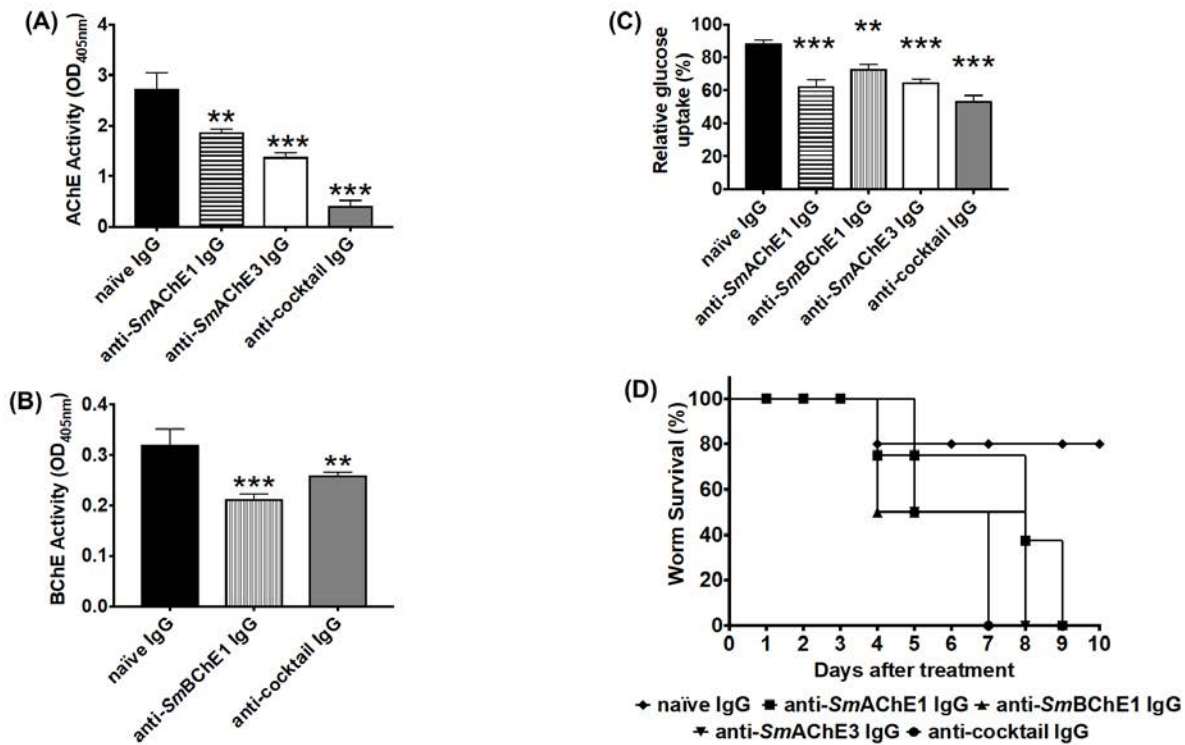 (A)
AChE Activity (OD405nm)
4
3
2
1
0
**
***
***
naïve IgG
anti-SmAChE1 IgG
anti-SmAChE3 IgG
anti-cocktail IgG
(B)
BChE Activity (OD405nm)
0.4
0.3
0.2
0.1
0.0
***
**
naïve IgG
anti-SmBChE1 IgG
anti-cocktail IgG
(C)
Relative glucose
uptake (%)
100
80
60
40
20
0
***
**
***
***
naïve IgG
anti-SmAChE1 IgG
anti-SmBChE1 IgG
anti-SmAChE3 IgG
anti-cocktail IgG
(D)
Worm Survival (%)
100
80
60
40
20
0
0 1 2 3 4 5 6 7 8 9 10
Days after treatment
naïve IgG anti-SmAChE1 IgG anti-SmBChE1 IgG
anti-SmAChE3 IgG anti-cocktail IgG